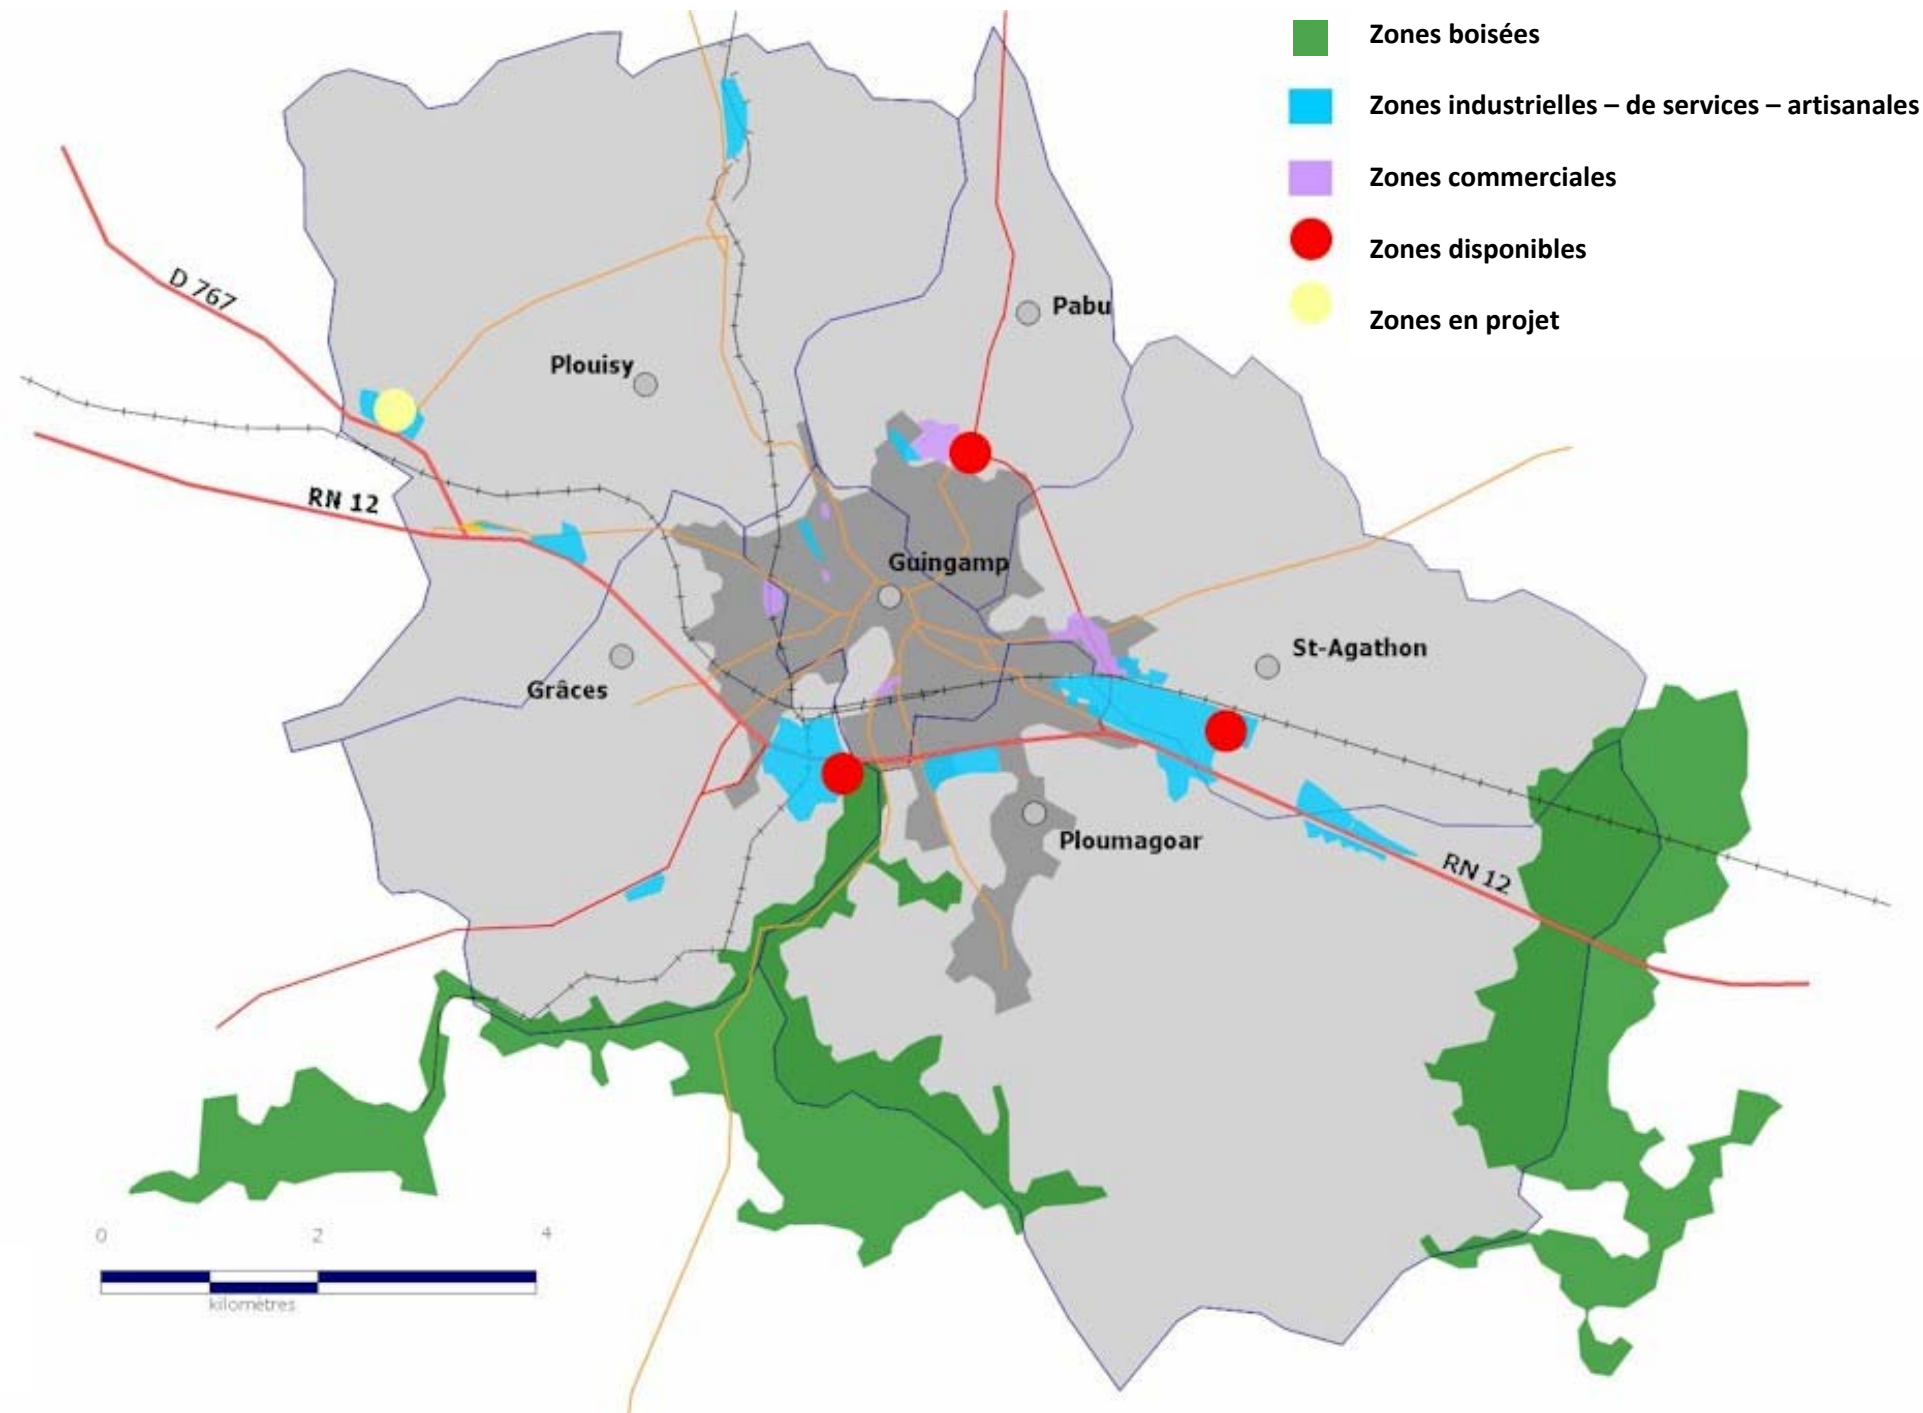 Zones boisées
Zones industrielles – de services – artisanales
Zones commerciales
Zones disponibles
Zones en projet
D 767
Pabu
Plouisy
RN 12
Guingamp
St-Agathon
Grâces
Ploumagoar
RN 12
0 2 4
kilomètres